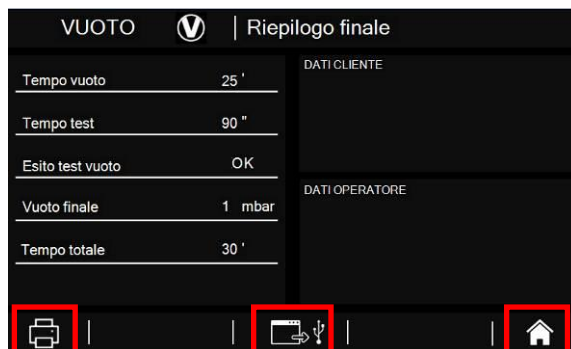 VUOTO V | Riepilogo finale
Tempo vuoto 25 '
Tempo test 90 "
Esito test vuoto OK
Vuoto finale 1 mbar
Tempo totale 30 '
DATI CLIENTE
DATI OPERATORE